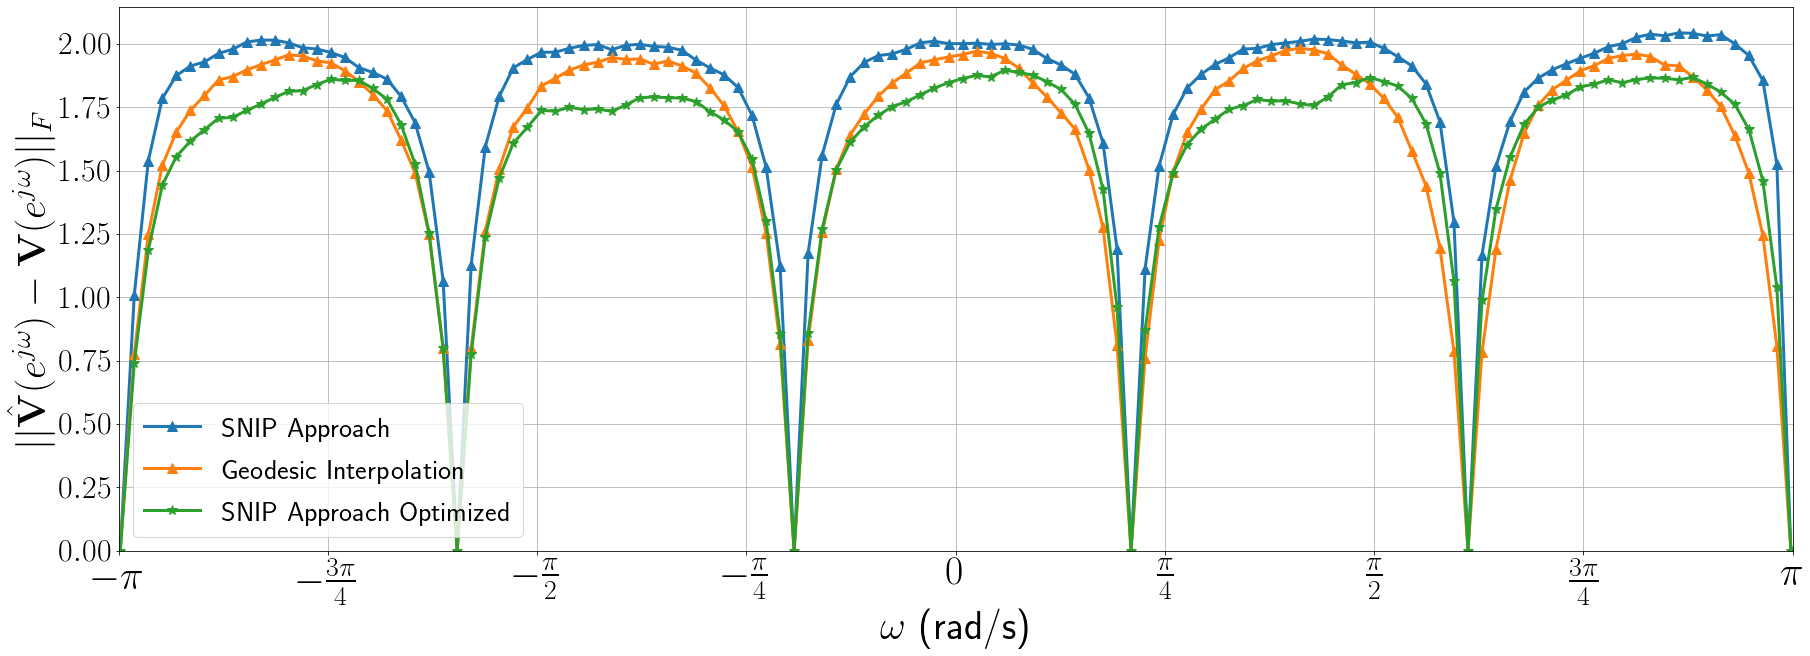 ||V̂(e^{jω}) − V(e^{jω})||_F
2.00
1.75
1.50
1.25
1.00
0.75
0.50
0.25
0.00
SNIP Approach
Geodesic Interpolation
SNIP Approach Optimized
−π −3π/4 −π/2 −π/4 0 π/4 π/2 3π/4 π
ω (rad/s)